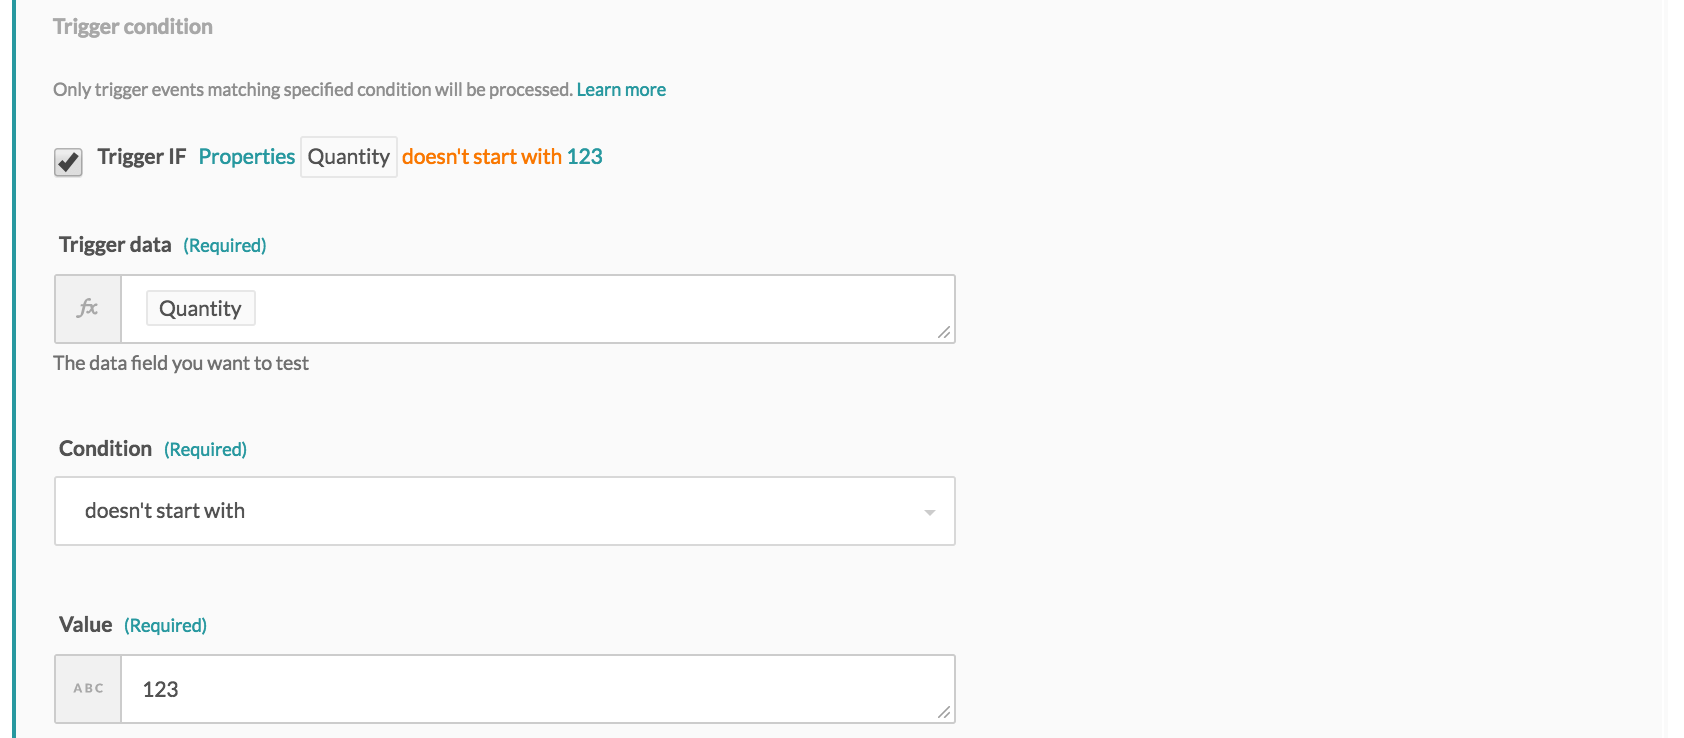 Trigger condition
Only trigger events matching specified condition will be processed. Learn more
Trigger IF Properties Quantity doesn't start with 123
Trigger data (Required)
fx Quantity
The data field you want to test
Condition (Required)
doesn't start with
Value (Required)
ABC 123